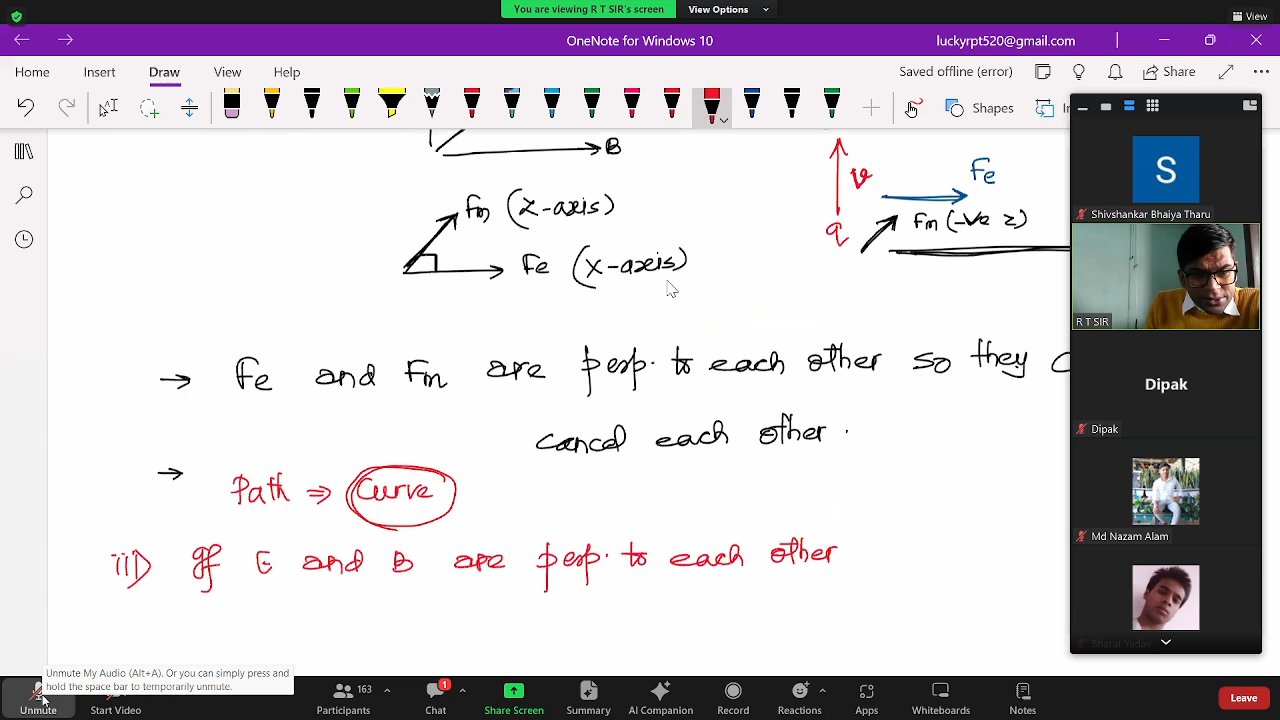 You are viewing R T SIR's screen
View Options
View
OneNote for Windows 10
luckyrpt520@gmail.com
Home
Insert
Draw
View
Help
Saved offline (error)
Share
Shapes
In
B
Fm (Z-axis)
Fe (X-axis)
v
q
Fe
Fm (-ve z)
→ Fe and Fm are perp. to each other so they
cancel each other.
→ Path ⇒ Curve
iii) If E and B are perp. to each other
S
Shivshankar Bhaiya Tharu
R T SIR
Dipak
Dipak
Md Nazam Alam
Bharat Yadav
Unmute My Audio (Alt+A). Or you can simply press and
hold the space bar to temporarily unmute.
Unmute
Start Video
163
Participants
1
Chat
Share Screen
Summary
AI Companion
Record
Reactions
Apps
Whiteboards
Notes
Leave